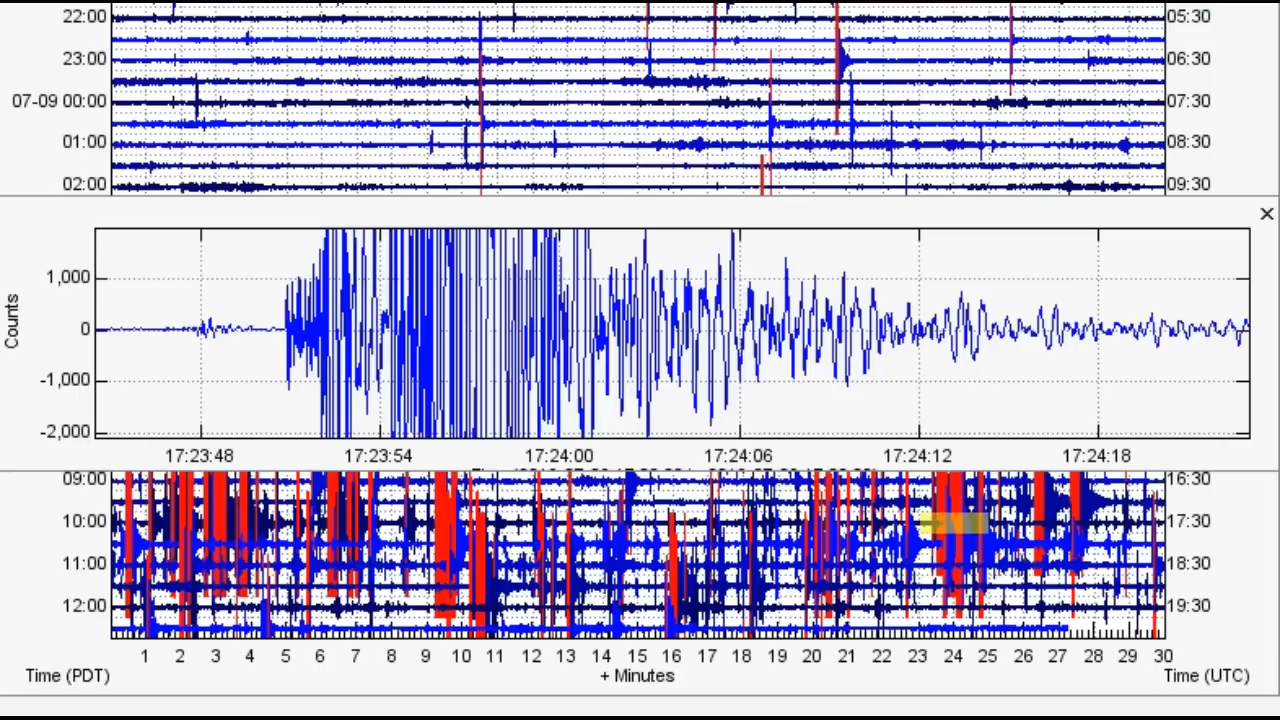 22:00 05:30
23:00 06:30
07-09 00:00 07:30
01:00 08:30
02:00 09:30
×
Counts
1,000
0
-1,000
-2,000
17:23:48 17:23:54 17:24:00 17:24:06 17:24:12 17:24:18
09:00 16:30
10:00 17:30
11:00 18:30
12:00 19:30
1 2 3 4 5 6 7 8 9 10 11 12 13 14 15 16 17 18 19 20 21 22 23 24 25 26 27 28 29 30
Time (PDT) + Minutes Time (UTC)